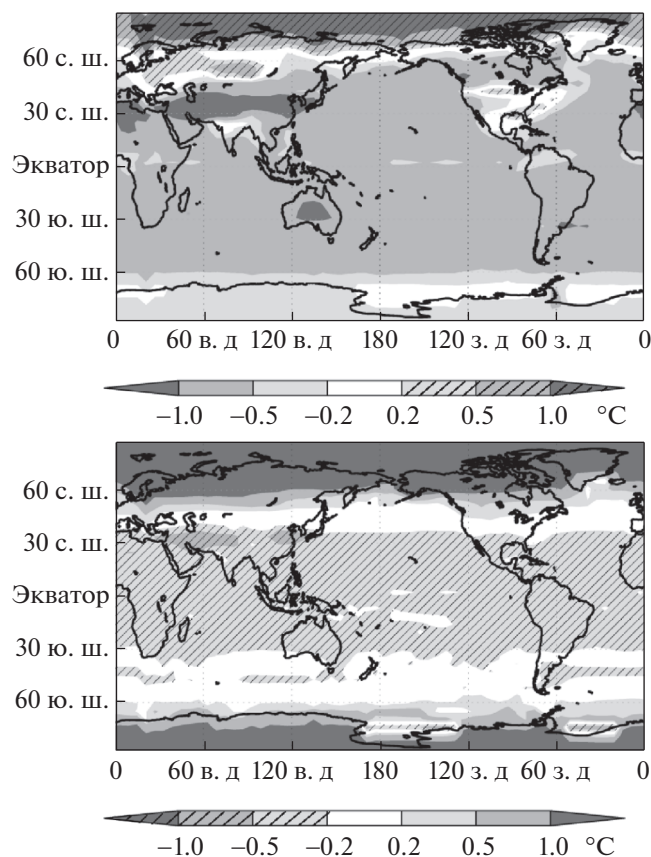 60 с. ш.
30 с. ш.
Экватор
30 ю. ш.
60 ю. ш.
0 60 в. д 120 в. д 180 120 з. д 60 з. д 0
–1.0 –0.5 –0.2 0.2 0.5 1.0 °C
60 с. ш.
30 с. ш.
Экватор
30 ю. ш.
60 ю. ш.
0 60 в. д 120 в. д 180 120 з. д 60 з. д 0
–1.0 –0.5 –0.2 0.2 0.5 1.0 °C